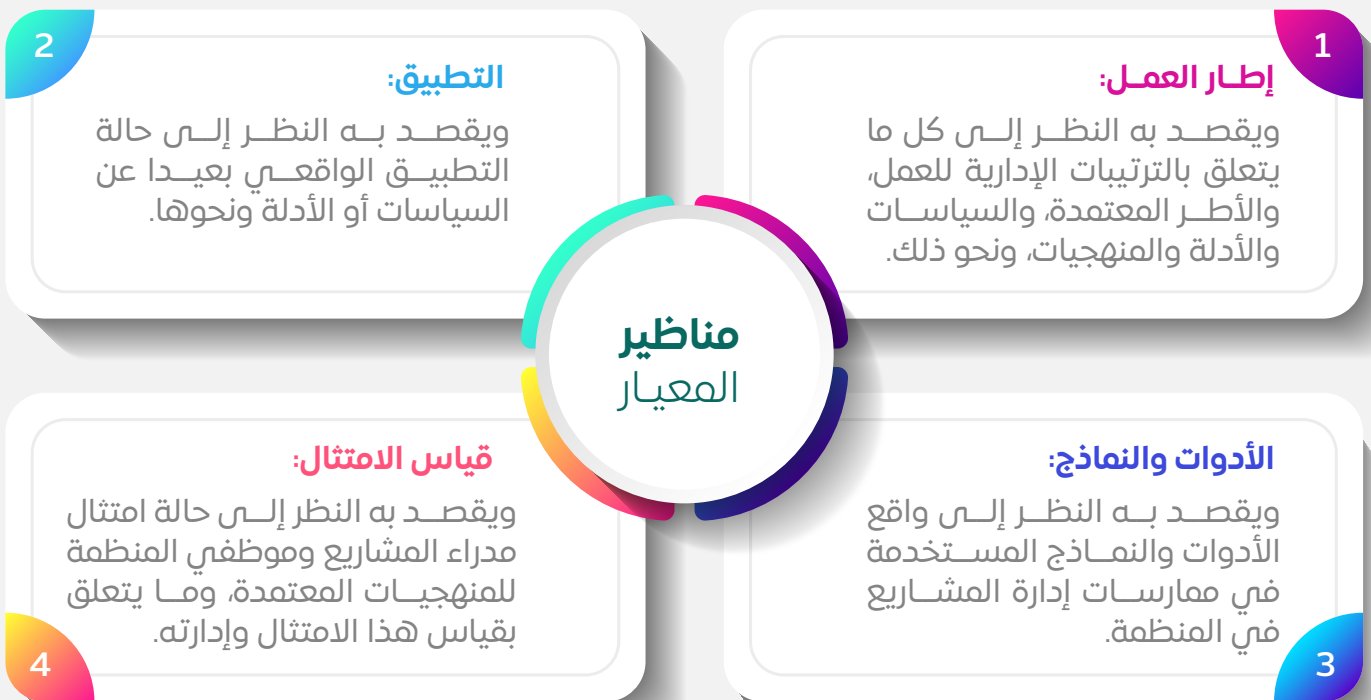 1
إطار العمل:
ويقصد به النظر إلى كل ما
يتعلق بالترتيبات الإدارية للعمل،
والأطر المعتمدة، والسياسات
والأدلة والمنهجيات، ونحو ذلك.
2
التطبيق:
ويقصد به النظر إلى حالة
التطبيق الواقعي بعيدا عن
السياسات أو الأدلة ونحوها.
مناظير
المعيار
الأدوات والنماذج:
ويقصد به النظر إلى واقع
الأدوات والنماذج المستخدمة
في ممارسات إدارة المشاريع
في المنظمة.
3
قياس الامتثال:
ويقصد به النظر إلى حالة امتثال
مدراء المشاريع وموظفي المنظمة
للمنهجيات المعتمدة، وما يتعلق
بقياس هذا الامتثال وإدارته.
4